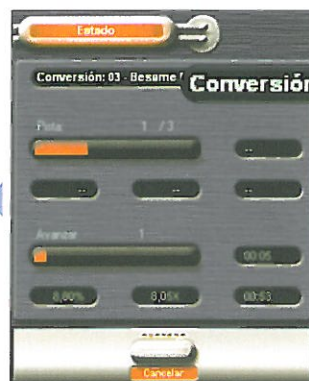 Estado
Conversión: 03 - Besame
Conversión
Pista 1 / 3
--
-- -- --
Avanzar 1
00:05
8,80% 8,05x 00:53
Cancelar